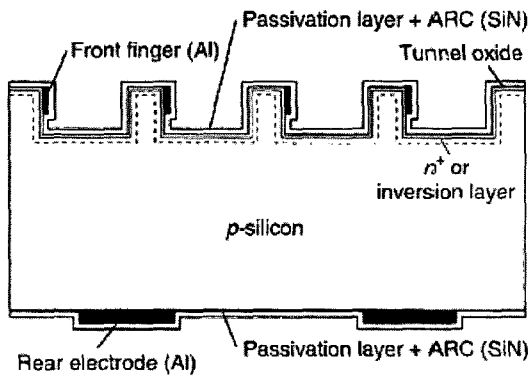 Passivation layer + ARC (SiN)
Front finger (Al)
Tunnel oxide
n⁺ or
inversion layer
p-silicon
Passivation layer + ARC (SiN)
Rear electrode (Al)